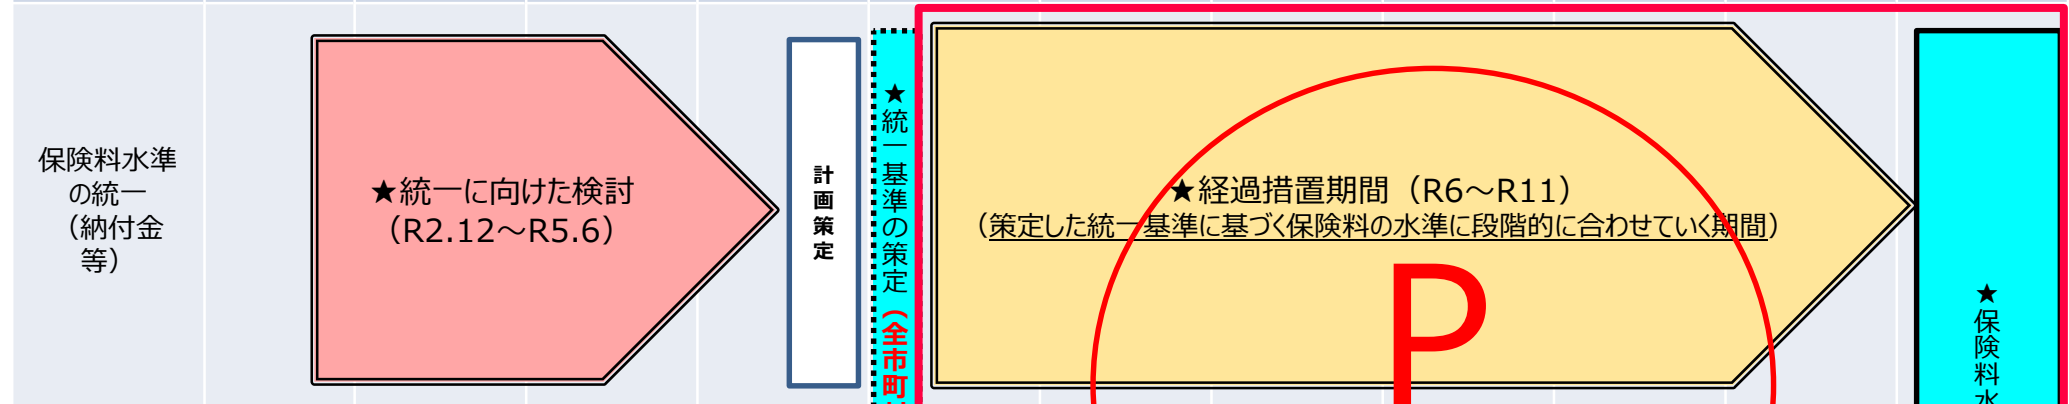 保険料水準
の統一
（納付金
等）
★統一に向けた検討
（R2.12～R5.6）
計画策定
★統一基準の策定（全市町
★経過措置期間（R6～R11）
（策定した統一基準に基づく保険料の水準に段階的に合わせていく期間）
P
★保険料水